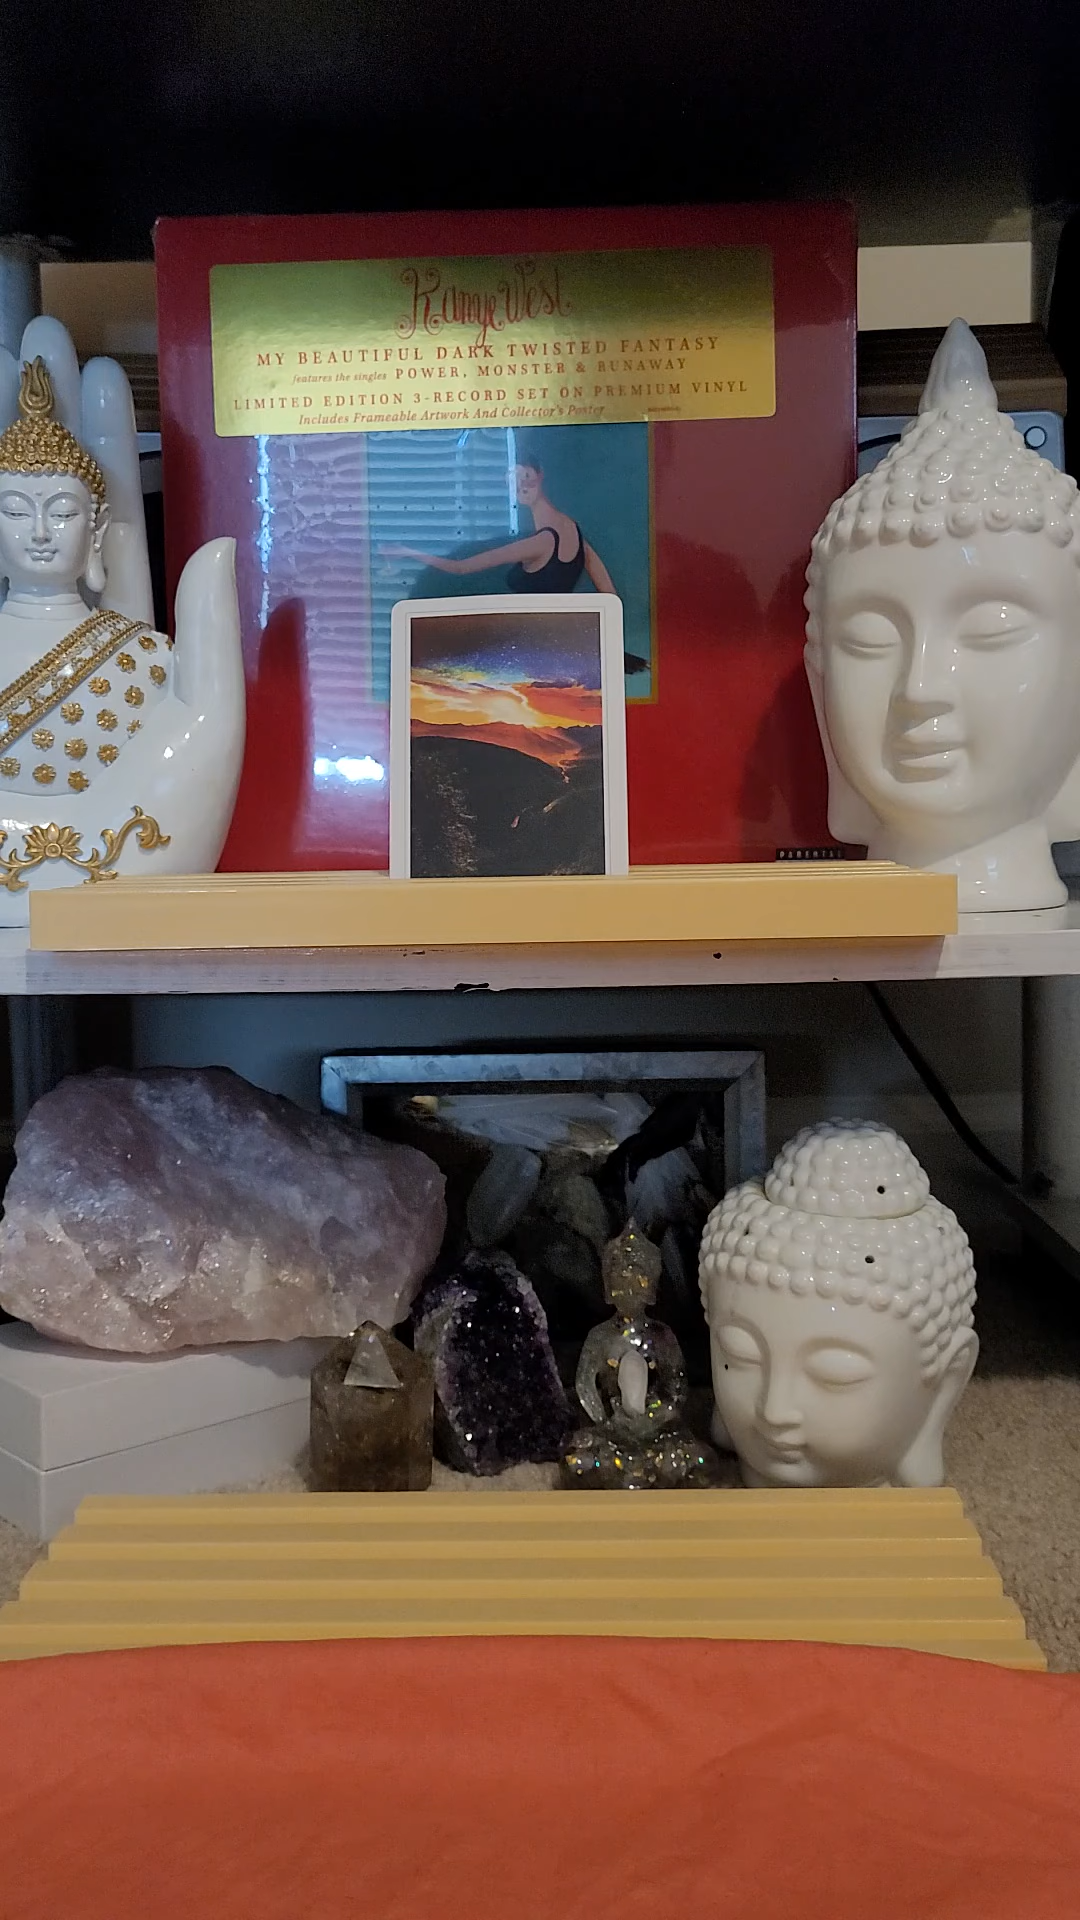 Kanye West
MY BEAUTIFUL DARK TWISTED FANTASY
features the singles POWER, MONSTER & RUNAWAY
LIMITED EDITION 3-RECORD SET ON PREMIUM VINYL
Includes Frameable Artwork And Collector's Poster
PARENTAL